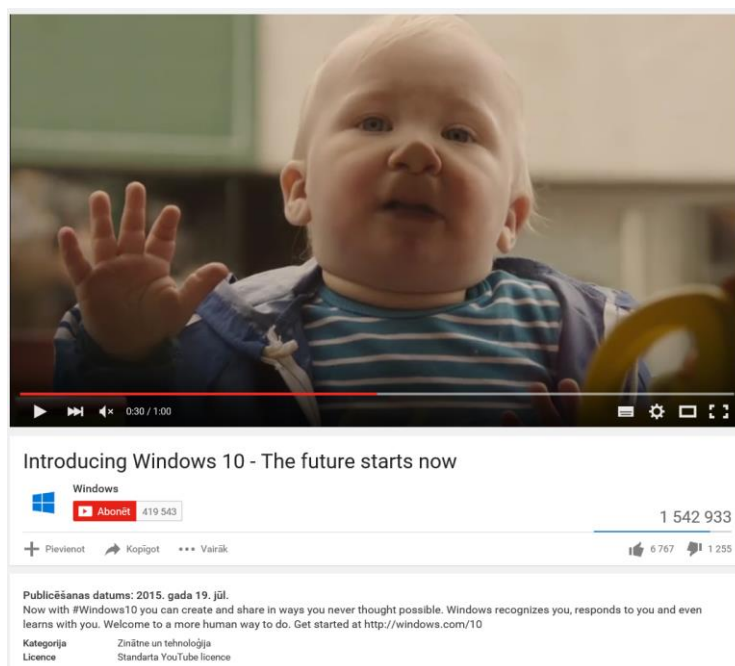 0:30 / 1:00
Introducing Windows 10 - The future starts now
Windows
Abonēt 419 543
1 542 933
Pievienot Kopīgot Vairāk 6 767 1 255
Publicēšanas datums: 2015. gada 19. jūl.
Now with #Windows10 you can create and share in ways you never thought possible. Windows recognizes you, responds to you and even
learns with you. Welcome to a more human way to do. Get started at http://windows.com/10
Kategorija Zinātne un tehnoloģija
Licence Standarta YouTube licence